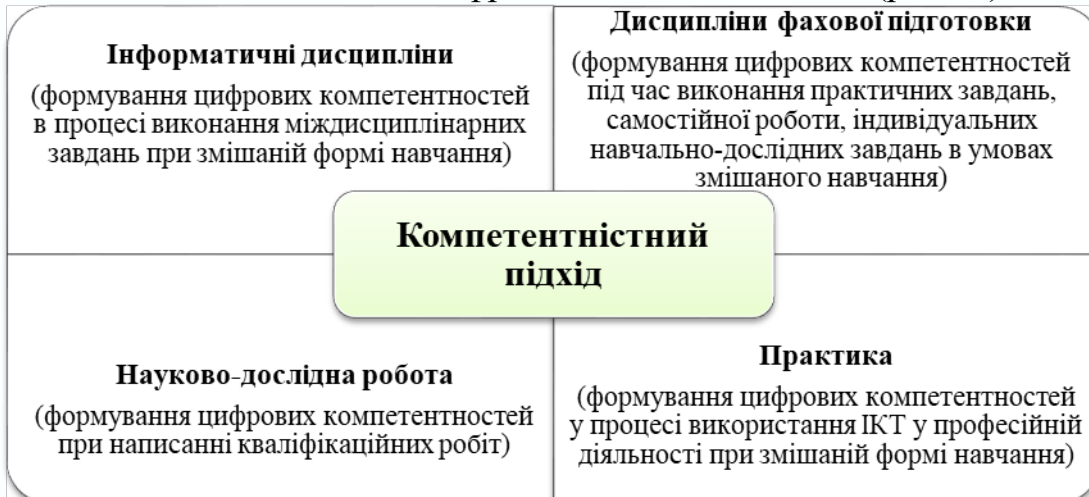 Інформатичні дисципліни
(формування цифрових компетентностей
в процесі виконання міждисциплінарних
завдань при змішаній формі навчання)
Дисципліни фахової підготовки
(формування цифрових компетентностей
під час виконання практичних завдань,
самостійної роботи, індивідуальних
навчально-дослідних завдань в умовах
змішаного навчання)
Компетентністний
підхід
Науково-дослідна робота
(формування цифрових компетентностей
при написанні кваліфікаційних робіт)
Практика
(формування цифрових компетентностей
у процесі використання ІКТ у професійній
діяльності при змішаній формі навчання)